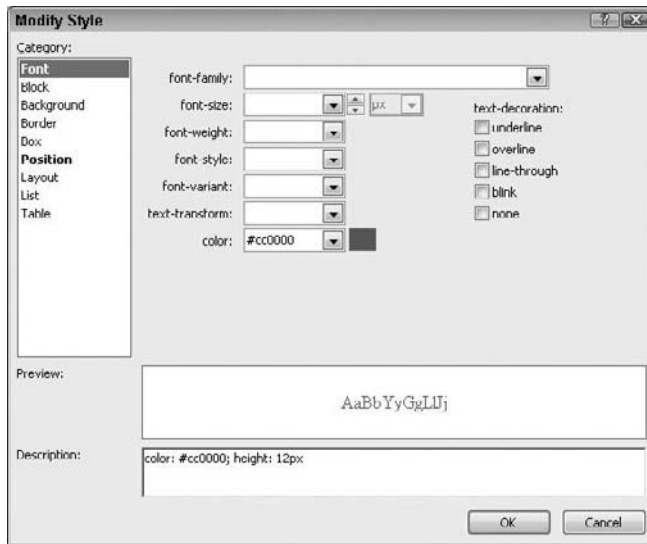 Modify Style
Category:
Font
Block
Background
Border
Box
Position
Layout
List
Table
font-family:
font-size:
px
font-weight:
font-style:
font-variant:
text-transform:
color:
#cc0000
text-decoration:
underline
overline
line-through
blink
none
Preview:
AaBbYyGgLlJj
Description:
color: #cc0000; height: 12px
OK
Cancel